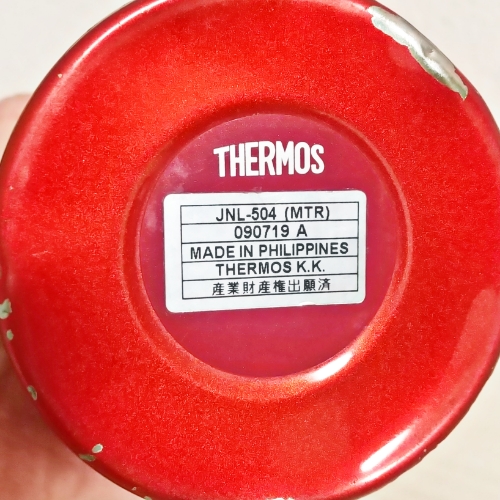 THERMOS
JNL-504 (MTR)
090719 A
MADE IN PHILIPPINES
THERMOS K.K.
産業財産権出願済